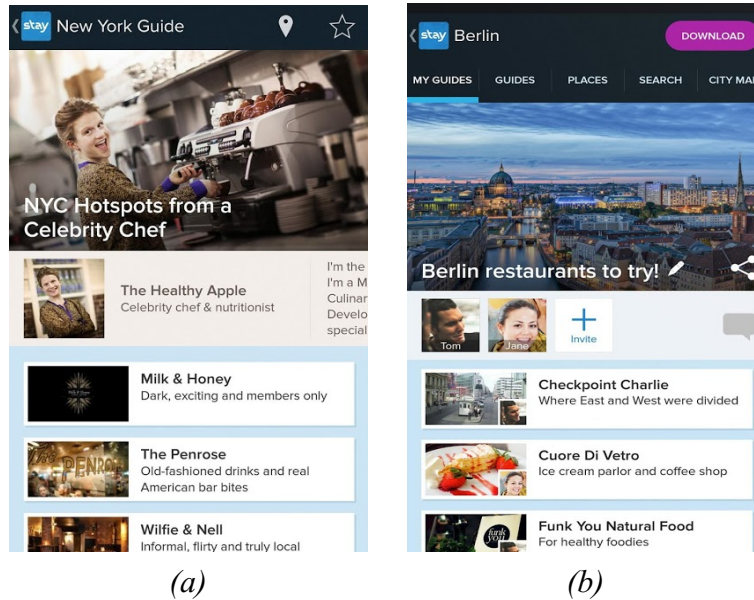 stay New York Guide
NYC Hotspots from a
Celebrity Chef
The Healthy Apple
Celebrity chef & nutritionist
I'm the
I'm a M
Culinar
Develo
special
Milk & Honey
Dark, exciting and members only
The Penrose
Old-fashioned drinks and real
American bar bites
Wilfie & Nell
Informal, flirty and truly local
(a)
stay Berlin
DOWNLOAD
MY GUIDES GUIDES PLACES SEARCH CITY MA
Berlin restaurants to try!
Tom
Jane
Invite
Checkpoint Charlie
Where East and West were divided
Cuore Di Vetro
Ice cream parlor and coffee shop
funk
you
Funk You Natural Food
For healthy foodies
(b)